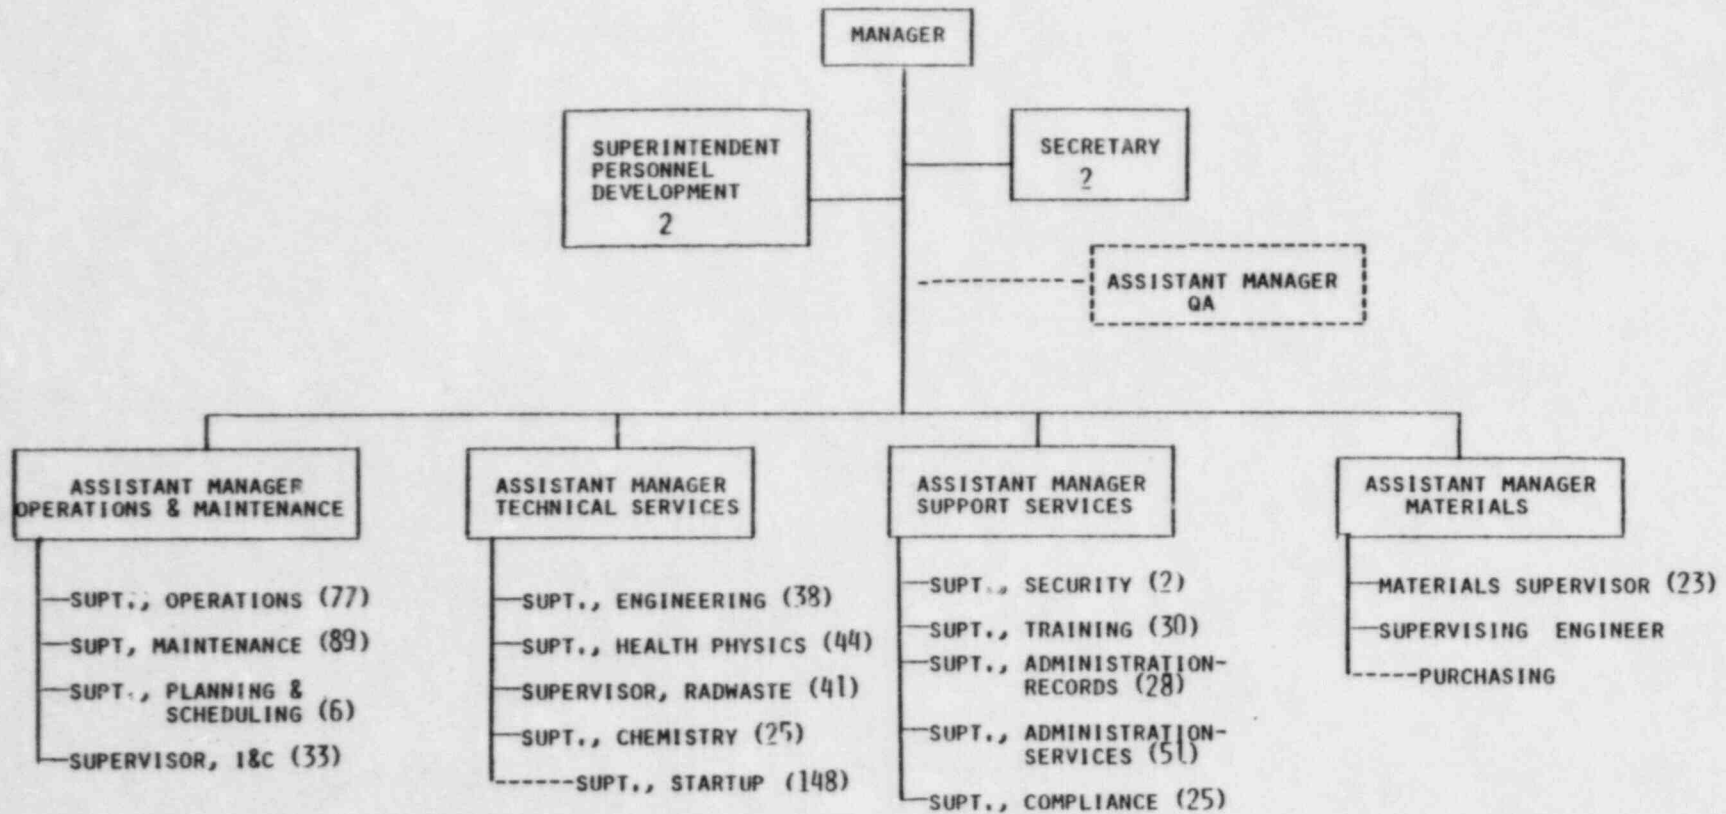 MANAGER
SUPERINTENDENT
PERSONNEL
DEVELOPMENT
2
SECRETARY
2
ASSISTANT MANAGER
QA
ASSISTANT MANAGER
OPERATIONS & MAINTENANCE
SUPT., OPERATIONS (77)
SUPT, MAINTENANCE (89)
SUPT., PLANNING &
SCHEDULING (6)
SUPERVISOR, I&C (33)
ASSISTANT MANAGER
TECHNICAL SERVICES
SUPT., ENGINEERING (38)
SUPT., HEALTH PHYSICS (44)
SUPERVISOR, RADWASTE (41)
SUPT., CHEMISTRY (25)
SUPT., STARTUP (148)
ASSISTANT MANAGER
SUPPORT SERVICES
SUPT., SECURITY (2)
SUPT., TRAINING (30)
SUPT., ADMINISTRATION-
RECORDS (28)
SUPT., ADMINISTRATION-
SERVICES (51)
SUPT., COMPLIANCE (25)
ASSISTANT MANAGER
MATERIALS
MATERIALS SUPERVISOR (23)
SUPERVISING ENGINEER
PURCHASING